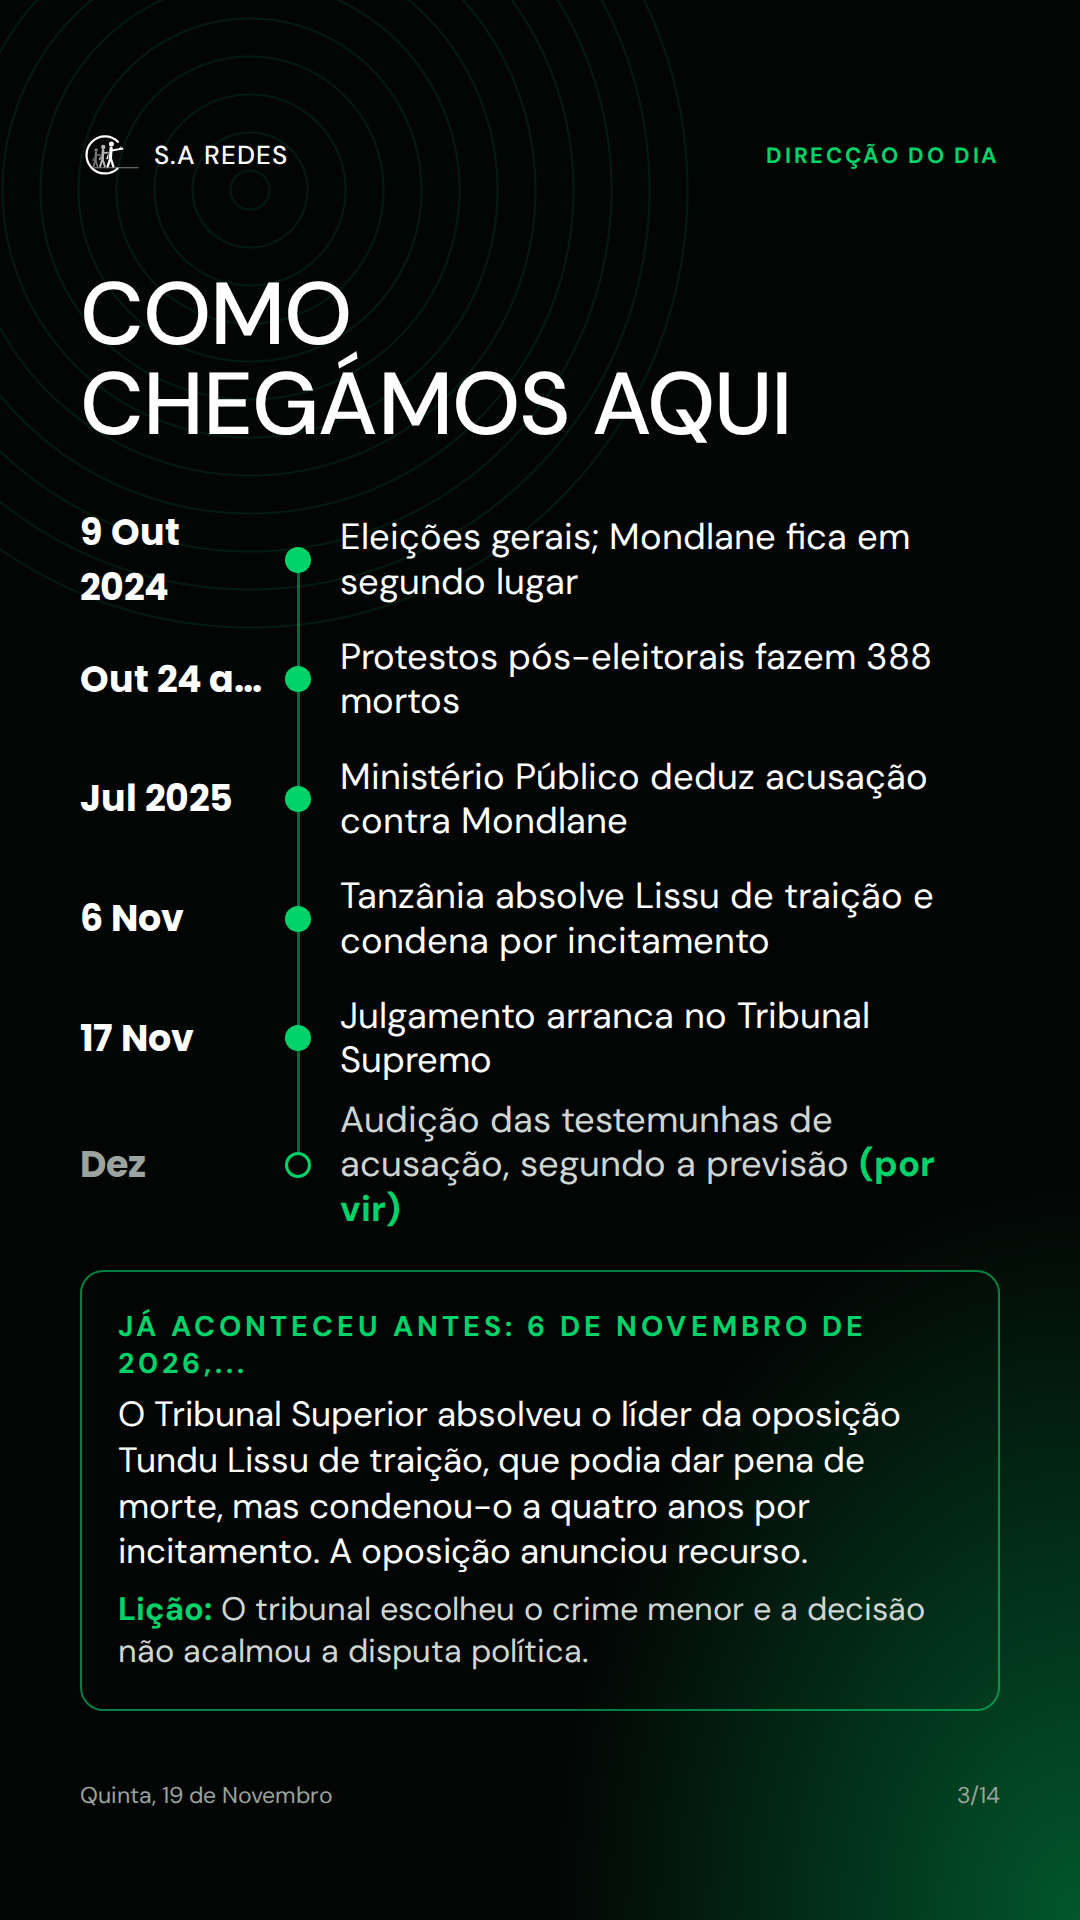 S.A REDES
DIRECÇÃO DO DIA
COMO
CHEGÁMOS AQUI
9 Out
2024
Eleições gerais; Mondlane fica em
segundo lugar
Out 24 a...
Protestos pós-eleitorais fazem 388
mortos
Jul 2025
Ministério Público deduz acusação
contra Mondlane
6 Nov
Tanzânia absolve Lissu de traição e
condena por incitamento
17 Nov
Julgamento arranca no Tribunal
Supremo
Dez
Audição das testemunhas de
acusação, segundo a previsão (por
vir)
JÁ ACONTECEU ANTES: 6 DE NOVEMBRO DE
2026,...
O Tribunal Superior absolveu o líder da oposição
Tundu Lissu de traição, que podia dar pena de
morte, mas condenou-o a quatro anos por
incitamento. A oposição anunciou recurso.
Lição: O tribunal escolheu o crime menor e a decisão
não acalmou a disputa política.
Quinta, 19 de Novembro
3/14